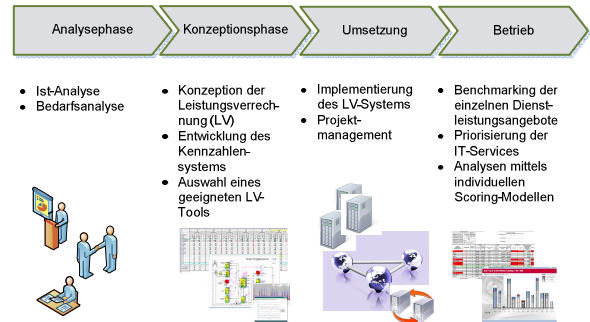 Analysephase
Konzeptionsphase
Umsetzung
Betrieb
• Ist-Analyse
• Bedarfsanalyse
• Konzeption der
Leistungsverrech-
nung (LV)
• Entwicklung des
Kennzahlen-
systems
• Auswahl eines
geeigneten LV-
Tools
• Implementierung
des LV-Systems
• Projekt-
management
• Benchmarking der
einzelnen Dienst-
leistungsangebote
• Priorisierung der
IT-Services
• Analysen mittels
individuellen
Scoring-Modellen